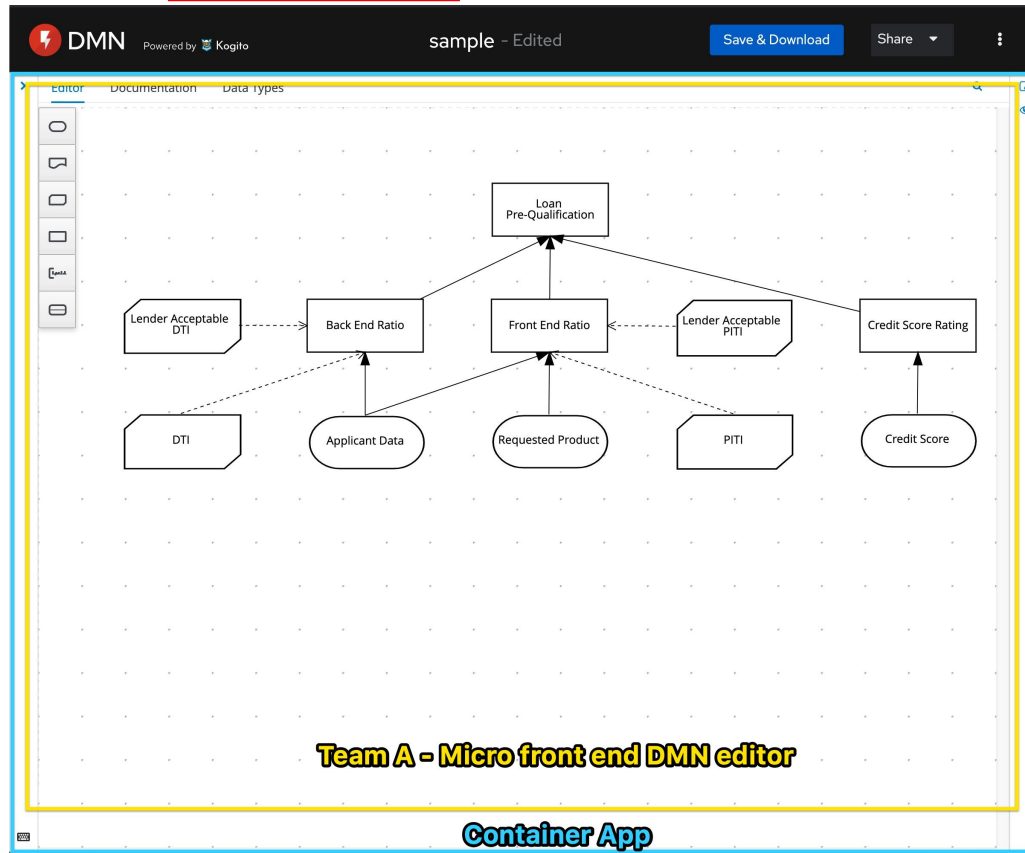 DMN Powered by Kogito sample - Edited Save & Download Share
Editor Documentation Data Types
Loan
Pre-Qualification
Lender Acceptable
DTI
Back End Ratio
Front End Ratio
Lender Acceptable
PITI
Credit Score Rating
DTI
Applicant Data
Requested Product
PITI
Credit Score
Team A - Micro front end DMN editor
Container App